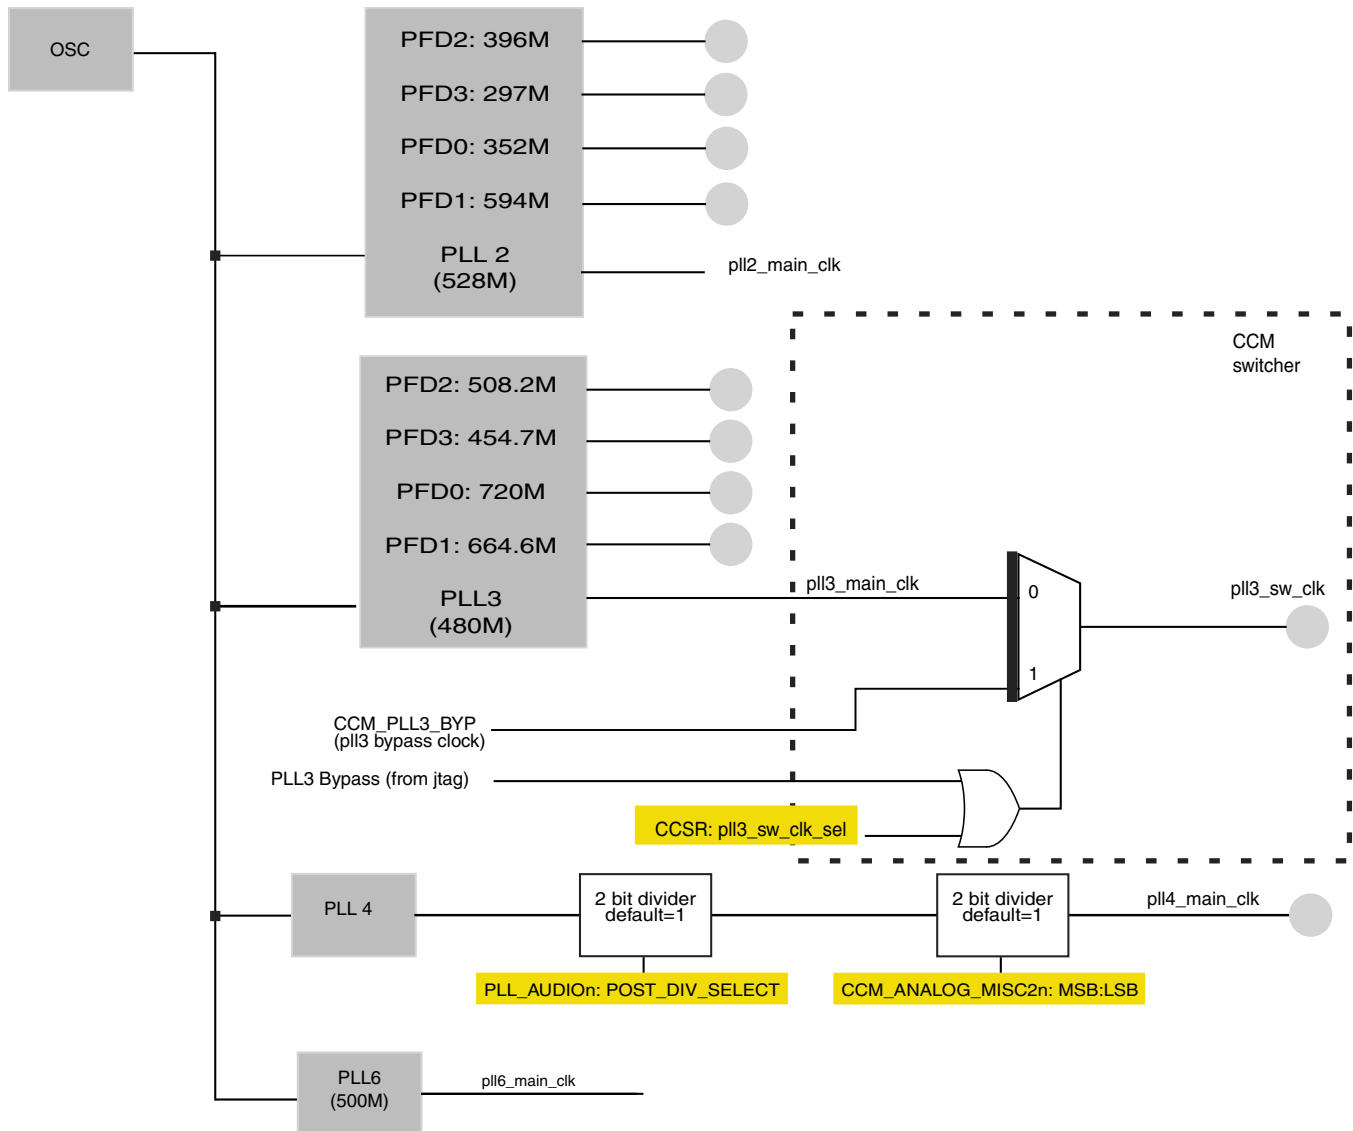 OSC
PFD2: 396M
PFD3: 297M
PFD0: 352M
PFD1: 594M
PLL 2
(528M)
pll2_main_clk
CCM
switcher
PFD2: 508.2M
PFD3: 454.7M
PFD0: 720M
PFD1: 664.6M
PLL3
(480M)
pll3_main_clk
0
1
pll3_sw_clk
CCM_PLL3_BYP
(pll3 bypass clock)
PLL3 Bypass (from jtag)
CCSR: pll3_sw_clk_sel
PLL 4
2 bit divider
default=1
2 bit divider
default=1
pll4_main_clk
PLL_AUDIOn: POST_DIV_SELECT
CCM_ANALOG_MISC2n: MSB:LSB
PLL6
(500M)
pll6_main_clk